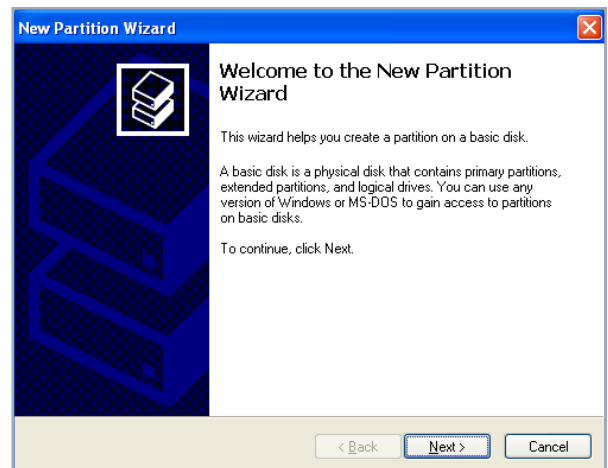 New Partition Wizard
Welcome to the New Partition
Wizard
This wizard helps you create a partition on a basic disk.
A basic disk is a physical disk that contains primary partitions,
extended partitions, and logical drives. You can use any
version of Windows or MS-DOS to gain access to partitions
on basic disks.
To continue, click Next.
< Back Next > Cancel